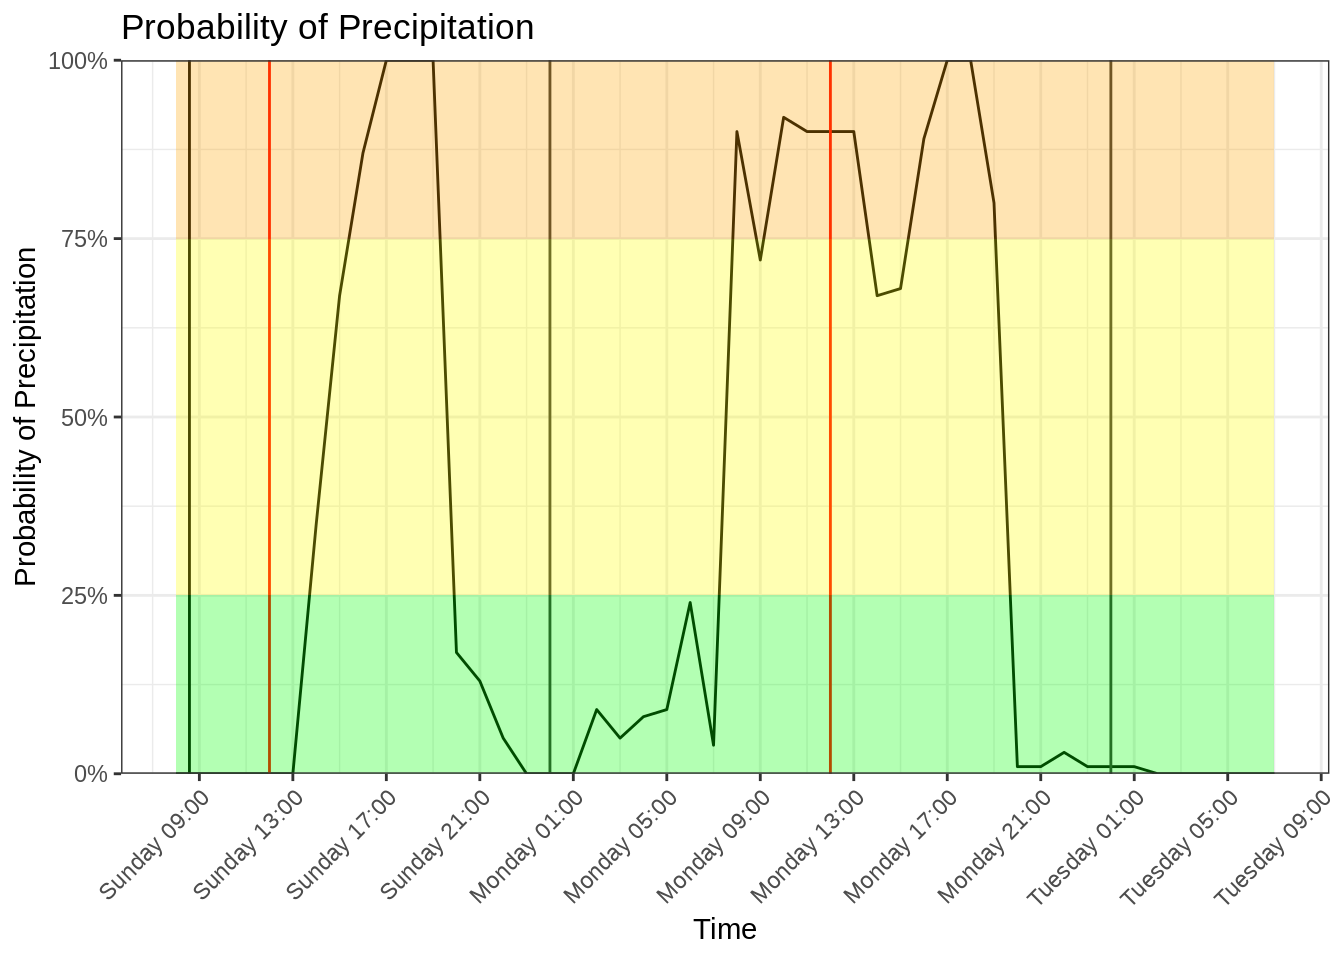 Probability of Precipitation
Probability of Precipitation
100%
75%
50%
25%
0%
Sunday 09:00
Sunday 13:00
Sunday 17:00
Sunday 21:00
Monday 01:00
Monday 05:00
Monday 09:00
Monday 13:00
Monday 17:00
Monday 21:00
Tuesday 01:00
Tuesday 05:00
Tuesday 09:00
Time